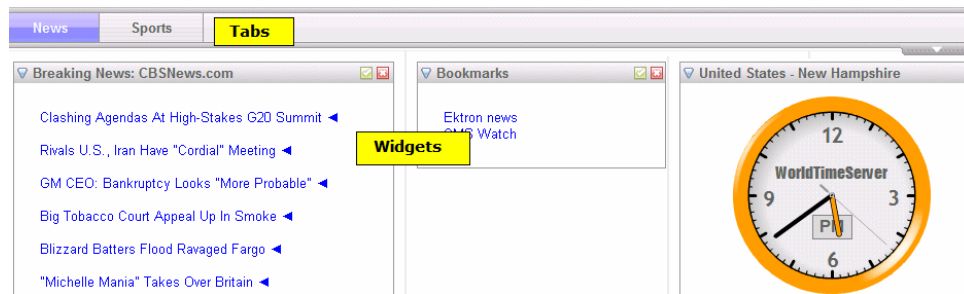 News
Sports
Tabs
Breaking News: CBSNews.com
Clashing Agendas At High-Stakes G20 Summit
Rivals U.S., Iran Have "Cordial" Meeting
GM CEO: Bankruptcy Looks "More Probable"
Big Tobacco Court Appeal Up In Smoke
Blizzard Batters Flood Ravaged Fargo
"Michelle Mania" Takes Over Britain
Widgets
Bookmarks
Ektron news
CMS Watch
United States - New Hampshire
12
WorldTimeServer
9
3
PM
6